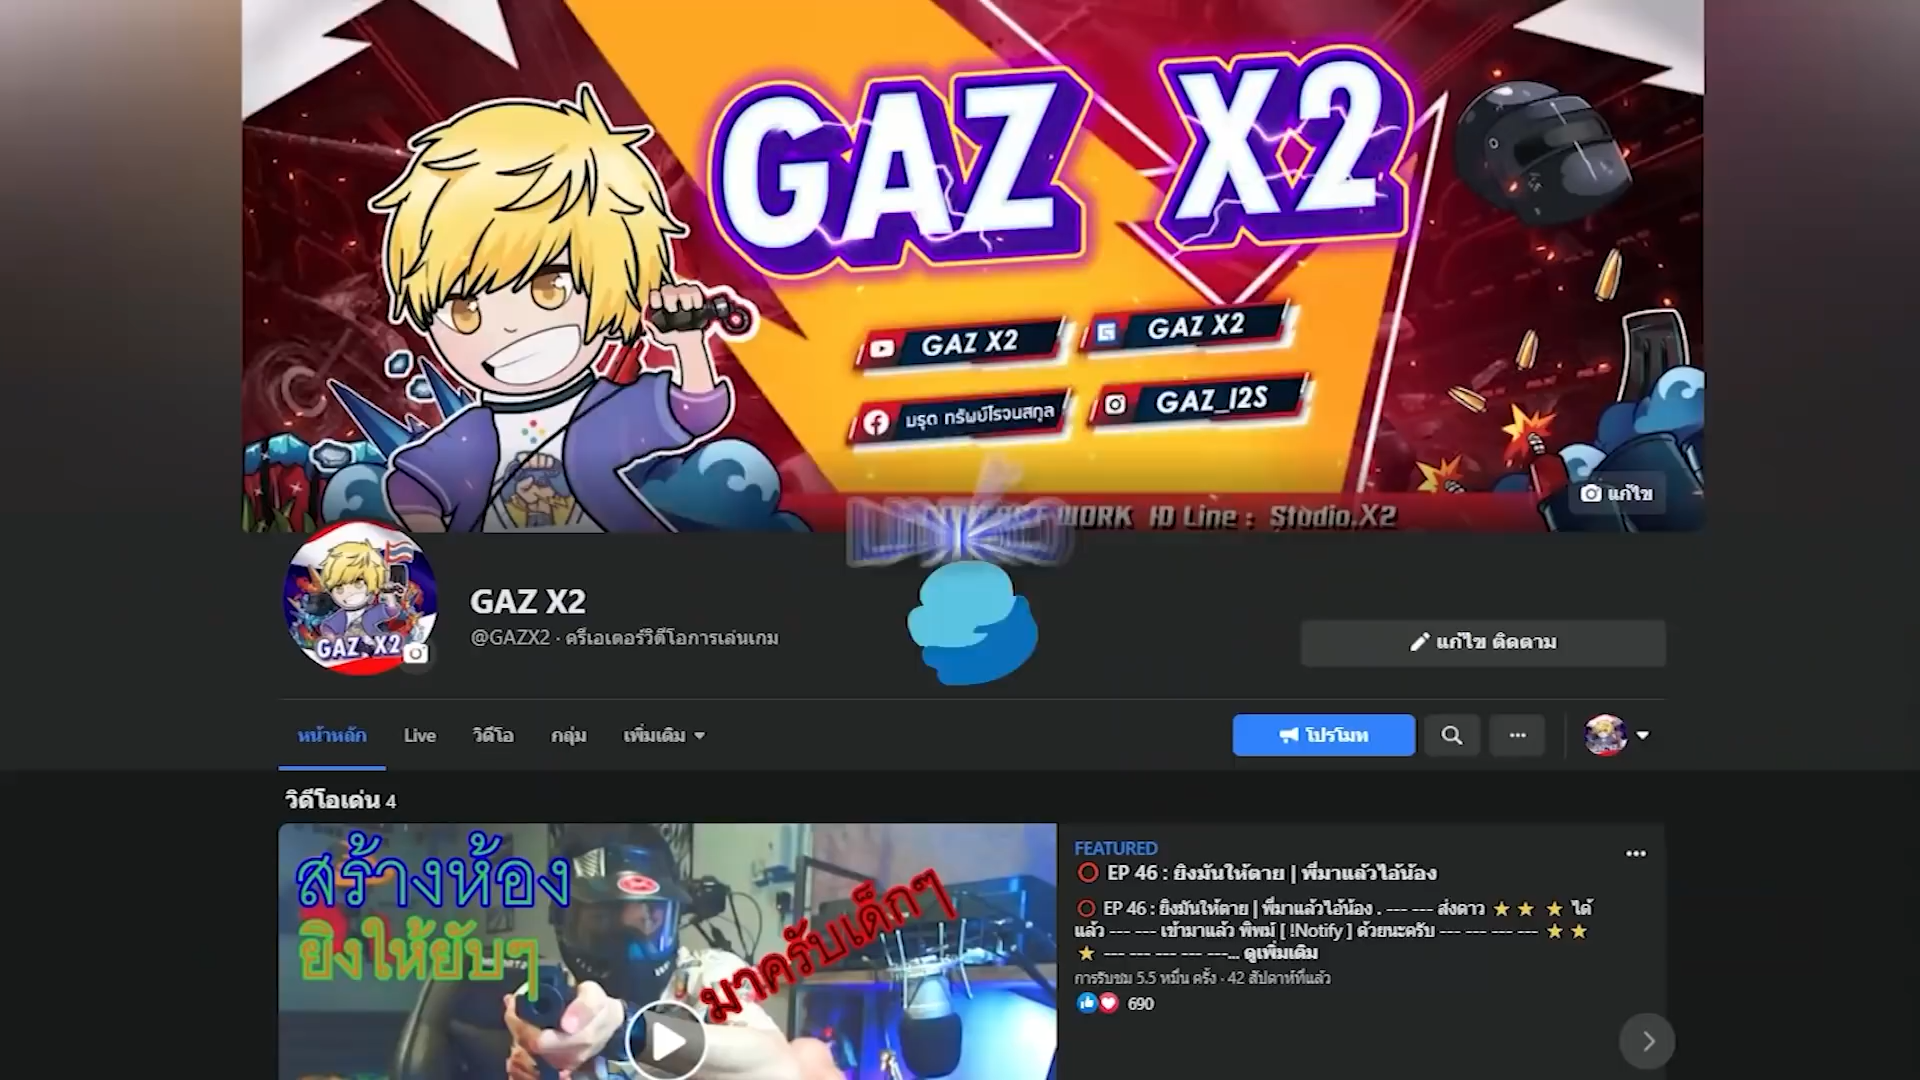 GAZ X2
GAZ X2
GAZ X2
มรุต ทรัพย์ไรจนสกุล
GAZ_I2S
WORK ID Line : Studio.X2
แก้ไข
GAZ X2
GAZ X2
@GAZX2 · ครีเอเตอร์วิดีโอการเล่นเกม
แก้ไข ติดตาม
หน้าหลัก
Live
วิดีโอ
กลุ่ม
เพิ่มเติม
โปรโมท
วิดีโอเด่น 4
สร้างห้อง
ยิงให้ยับๆ
มาครับเด็กๆ
FEATURED
EP 46 : ยิงมันให้ตาย | พี่มาแล้วไอ้น้อง
EP 46 : ยิงมันให้ตาย | พี่มาแล้วไอ้น้อง . --- --- ส่งดาว ⭐ ⭐ ⭐ ได้
แล้ว --- --- เข้ามาแล้ว พิพม์ [ !Notify ] ด้วยนะครับ --- --- --- --- ⭐ ⭐
⭐ --- --- --- --- ---... ดูเพิ่มเติม
การรับชม 5.5 หมื่น ครั้ง · 42 สัปดาห์ที่แล้ว
690